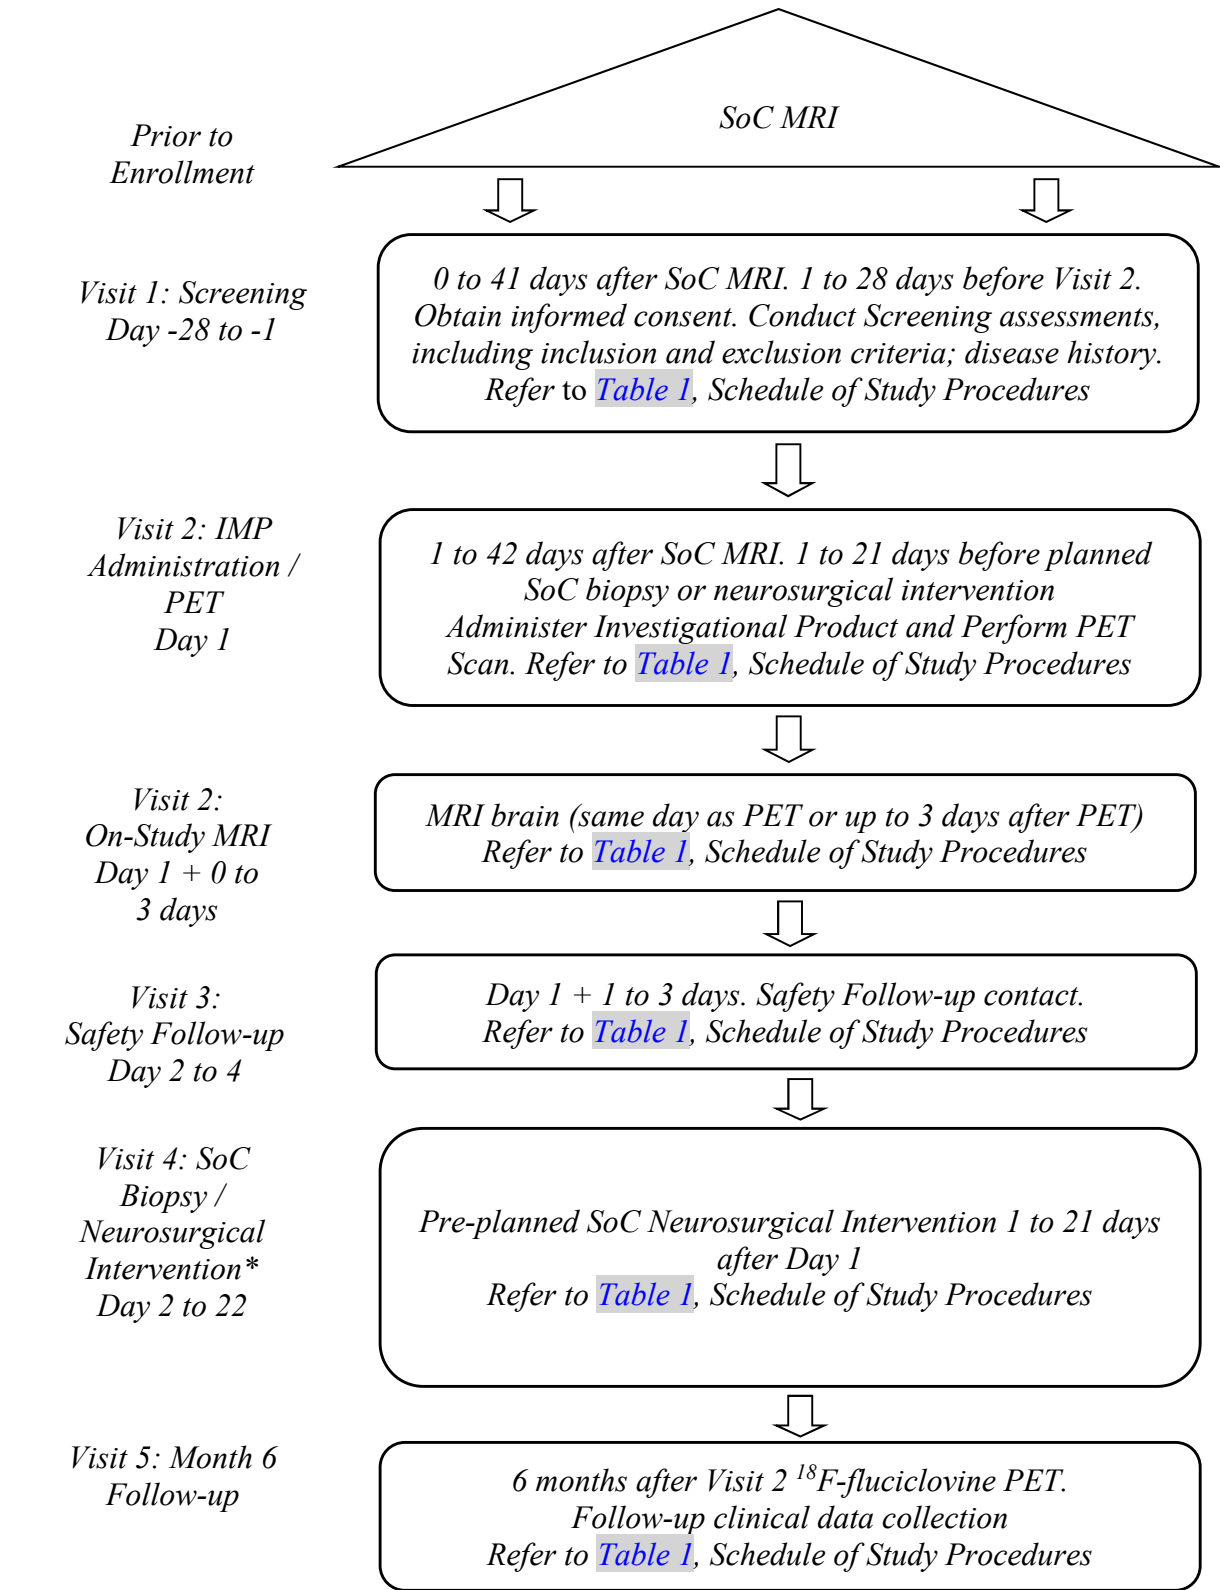 SoC MRI
Prior to
Enrollment
Visit 1: Screening
Day -28 to -1
0 to 41 days after SoC MRI. 1 to 28 days before Visit 2.
Obtain informed consent. Conduct Screening assessments,
including inclusion and exclusion criteria; disease history.
Refer to Table 1, Schedule of Study Procedures
Visit 2: IMP
Administration /
PET
Day 1
1 to 42 days after SoC MRI. 1 to 21 days before planned
SoC biopsy or neurosurgical intervention
Administer Investigational Product and Perform PET
Scan. Refer to Table 1, Schedule of Study Procedures
Visit 2:
On-Study MRI
Day 1 + 0 to
3 days
MRI brain (same day as PET or up to 3 days after PET)
Refer to Table 1, Schedule of Study Procedures
Visit 3:
Safety Follow-up
Day 2 to 4
Day 1 + 1 to 3 days. Safety Follow-up contact.
Refer to Table 1, Schedule of Study Procedures
Visit 4: SoC
Biopsy /
Neurosurgical
Intervention*
Day 2 to 22
Pre-planned SoC Neurosurgical Intervention 1 to 21 days
after Day 1
Refer to Table 1, Schedule of Study Procedures
Visit 5: Month 6
Follow-up
6 months after Visit 2 ¹⁸F-fluciclovine PET.
Follow-up clinical data collection
Refer to Table 1, Schedule of Study Procedures